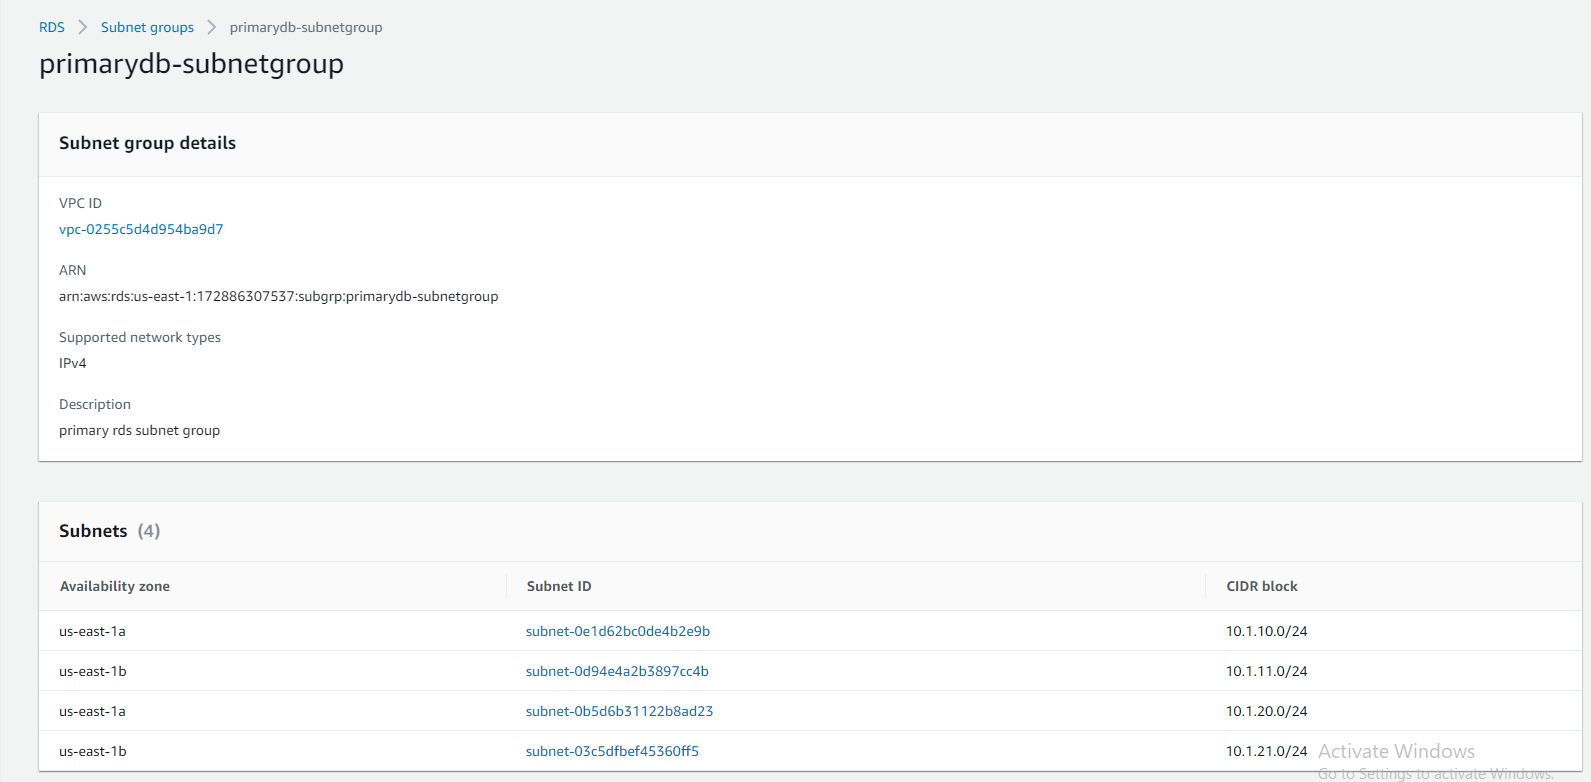 RDS > Subnet groups > primarydb-subnetgroup
primarydb-subnetgroup
Subnet group details
VPC ID
vpc-0255c5d4d954ba9d7
ARN
arn:aws:rds:us-east-1:172886307537:subgrp:primarydb-subnetgroup
Supported network types
IPv4
Description
primary rds subnet group
Subnets (4)
Availability zone Subnet ID CIDR block
us-east-1a subnet-0e1d62bc0de4b2e9b 10.1.10.0/24
us-east-1b subnet-0d94e4a2b3897cc4b 10.1.11.0/24
us-east-1a subnet-0b5d6b31122b8ad23 10.1.20.0/24
us-east-1b subnet-03c5dfbef45360ff5 10.1.21.0/24
Activate Windows
Go to Settings to activate Windows.